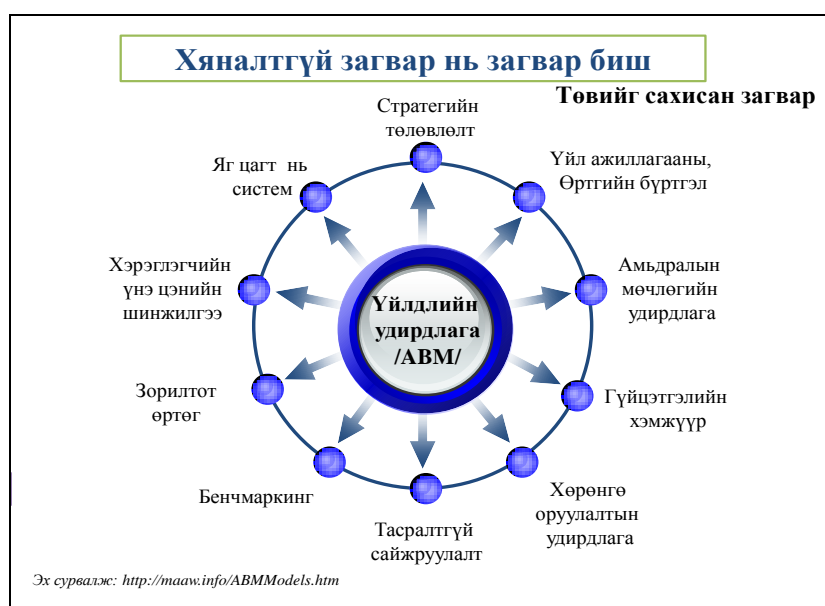 Хяналтгүй загвар нь загвар биш
Төвийг сахисан загвар
Стратегийн
төлөвлөлт
Үйл ажиллагааны,
Өртгийн бүртгэл
Амьдралын
мөчлөгийн
удирдлага
Гүйцэтгэлийн
хэмжүүр
Хөрөнгө
оруулалтын
удирдлага
Тасралтгүй
сайжруулалт
Бенчмаркинг
Зорилтот
өртөг
Хэрэглэгчийн
үнэ цэнийн
шинжилгээ
Яг цагт нь
систем
Үйлдлийн
удирдлага
/ABM/
Эх сурвалж: http://maaw.info/ABMModels.htm